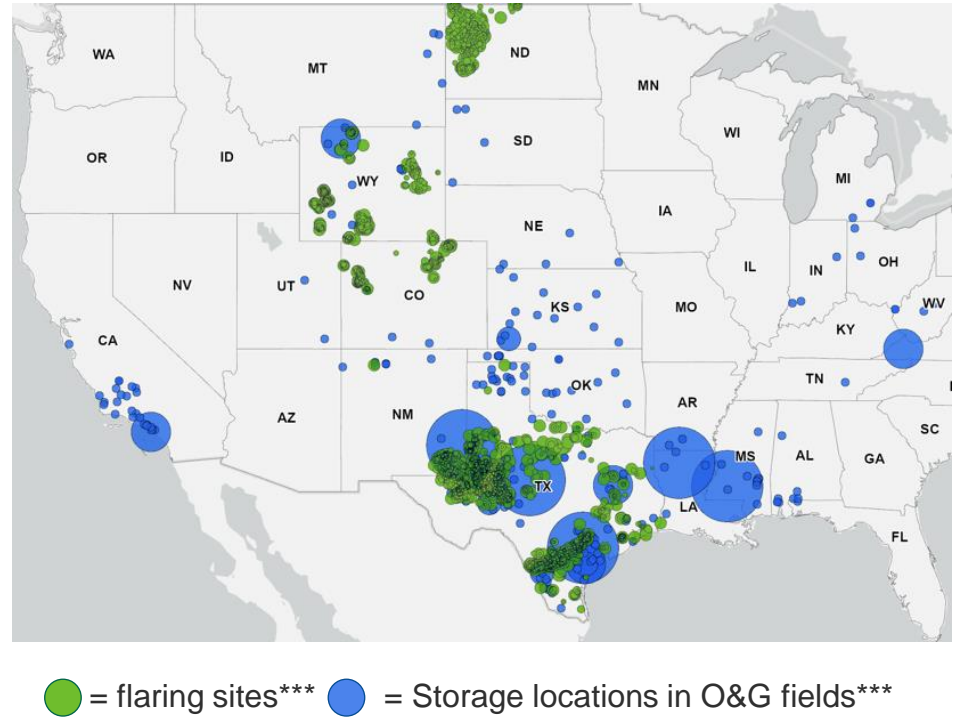 WA
MT
ND
MN
OR
ID
WY
SD
WI
MI
IA
NE
NV
UT
CO
IL
IN
OH
WV
KS
MO
KY
CA
AZ
NM
OK
TN
AR
SC
TX
MS
AL
GA
LA
FL
= flaring sites*** = Storage locations in O&G fields***